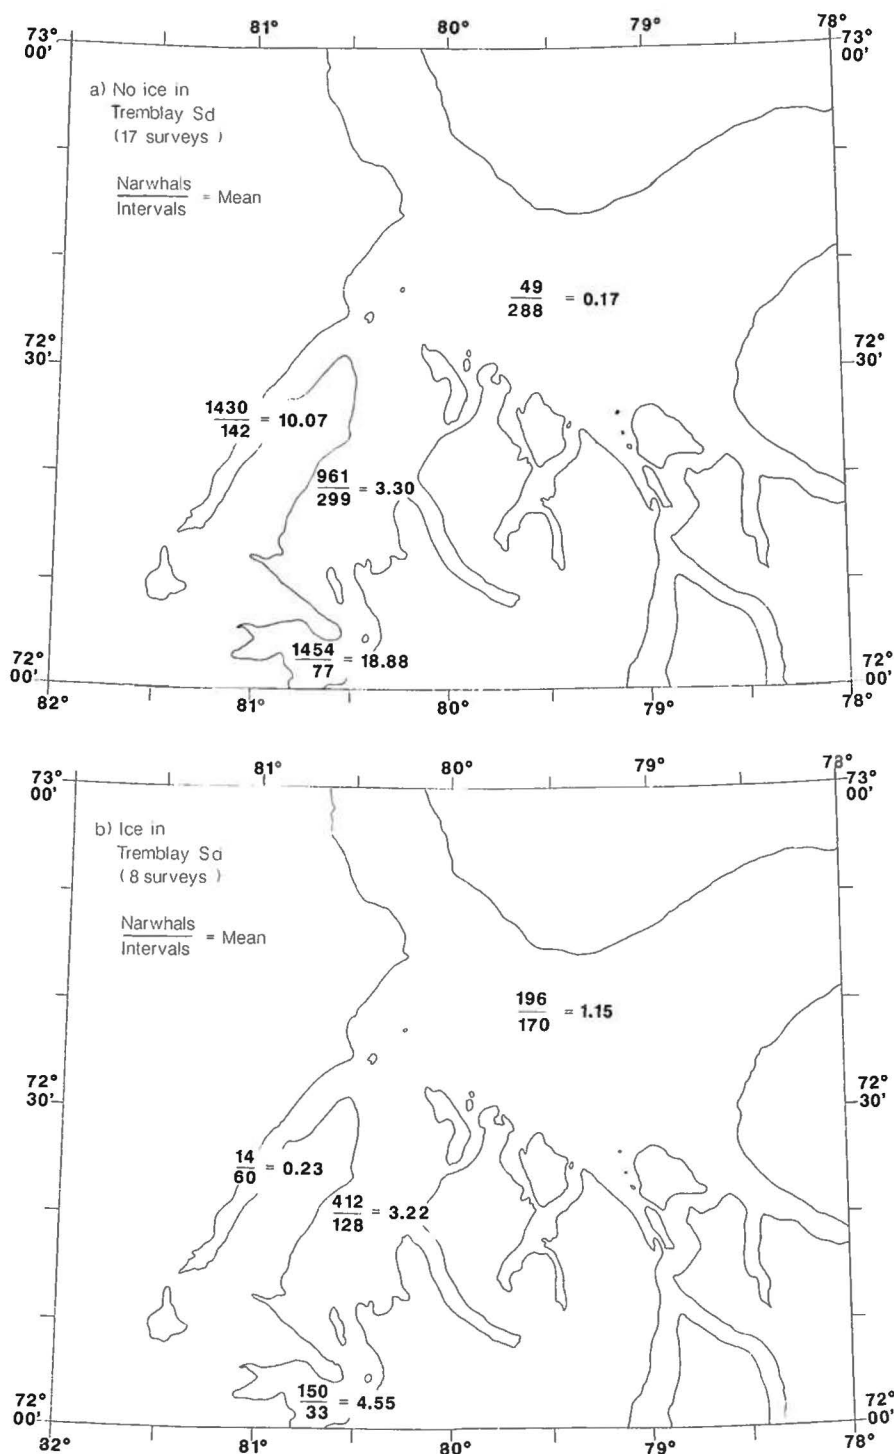 81° 80° 79° 78°
73° 00' 73° 00'
a) No ice in
Tremblay Sd
(17 surveys )
Narwhals
Intervals = Mean
49
288 = 0.17
72° 30' 72° 30'
1430
142 = 10.07
961
299 = 3.30
1454
77 = 18.88
72° 00' 72° 00'
82° 81° 80° 79° 78°
81° 80° 79° 78°
73° 00' 73° 00'
b) Ice in
Tremblay Sd
( 8 surveys )
Narwhals
Intervals = Mean
196
170 = 1.15
72° 30' 72° 30'
14
60 = 0.23
412
128 = 3.22
150
33 = 4.55
72° 00' 72° 00'
82° 81° 80° 79° 78°